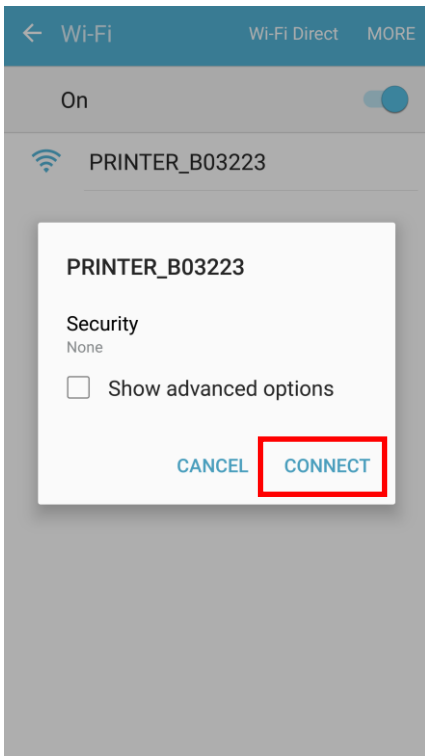 Wi-Fi Wi-Fi Direct MORE
On
PRINTER_B03223
PRINTER_B03223
Security
None
Show advanced options
CANCEL CONNECT